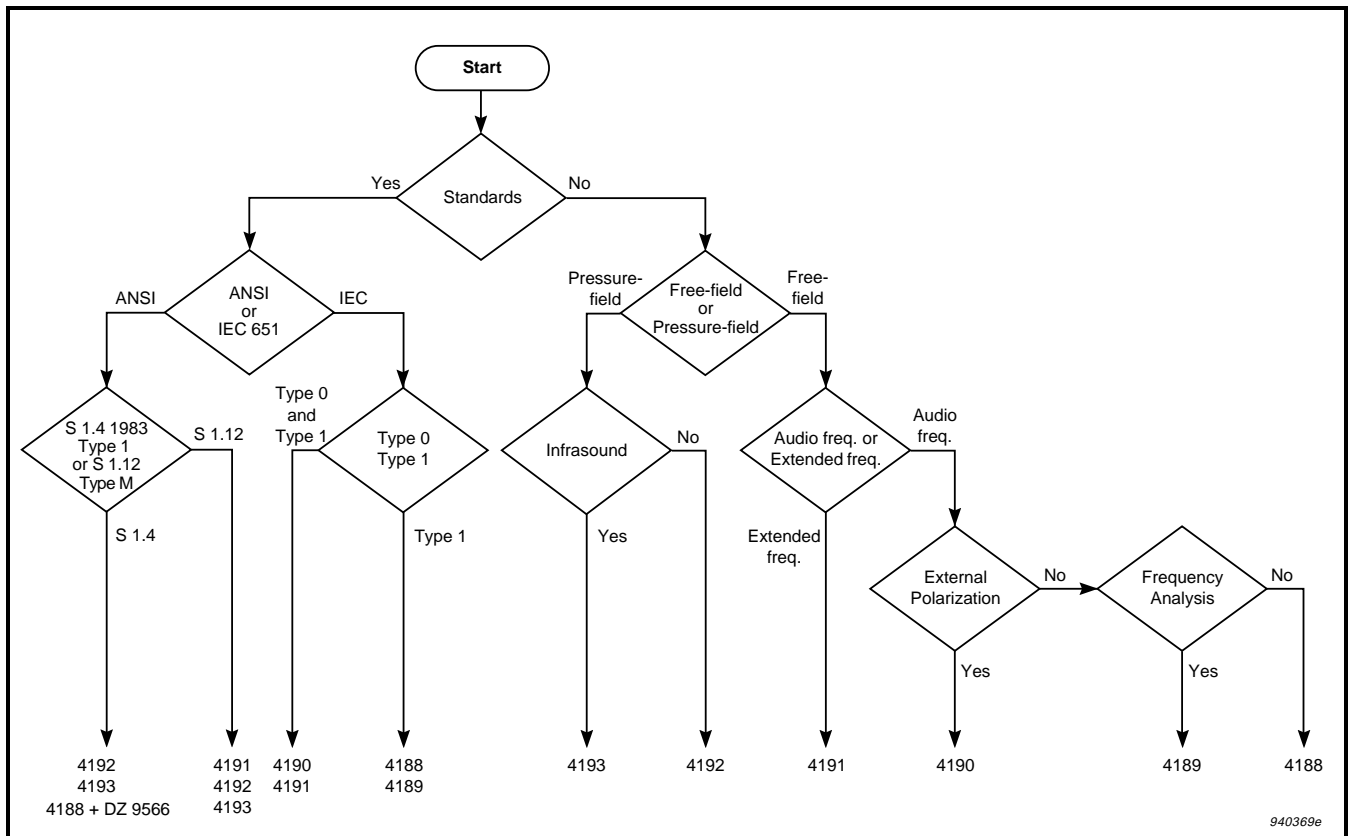 Start
Yes
No
Standards
Pressure-
field
Free-
field
ANSI
IEC
ANSI
or
IEC 651
Free-field
or
Pressure-field
Type 0
and
Type 1
Audio
freq.
S 1.4 1983
Type 1
or S 1.12
Type M
S 1.12
Type 0
Type 1
Infrasound
No
Audio freq. or
Extended freq.
S 1.4
Type 1
Yes
Extended
freq.
External
Polarization
No
Frequency
Analysis
No
Yes
Yes
4192
4193
4188 + DZ 9566
4191
4192
4193
4190
4191
4188
4189
4193
4192
4191
4190
4189
4188
940369e